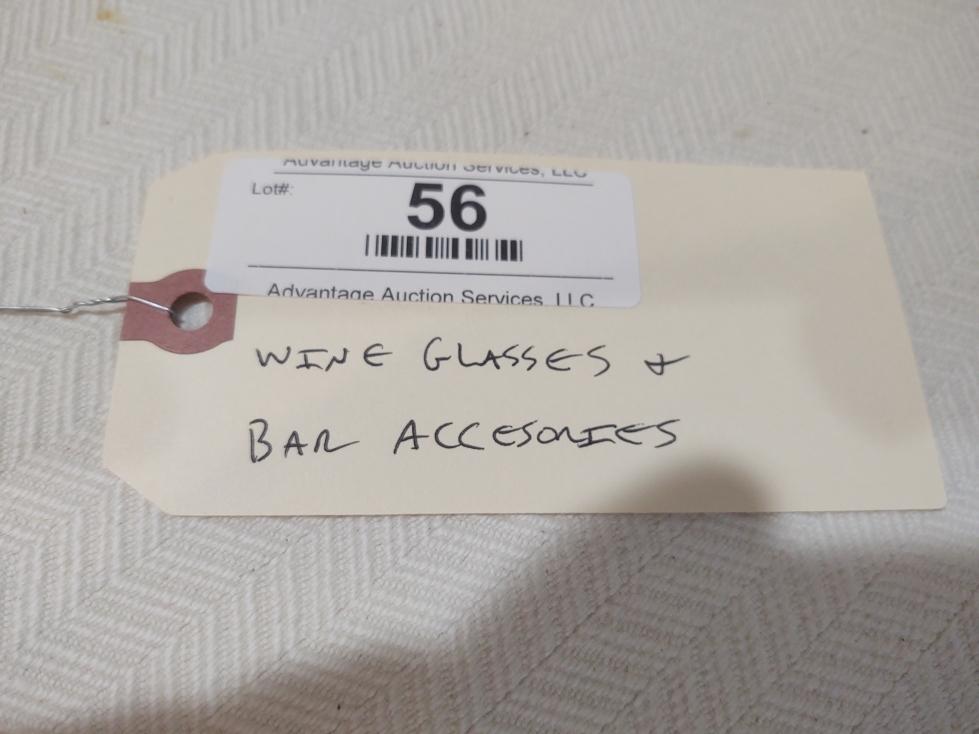 Advantage Auction Services, LLC
Lot#:
56
Advantage Auction Services, LLC
WINE GLASSES &
BAR ACCESORIES